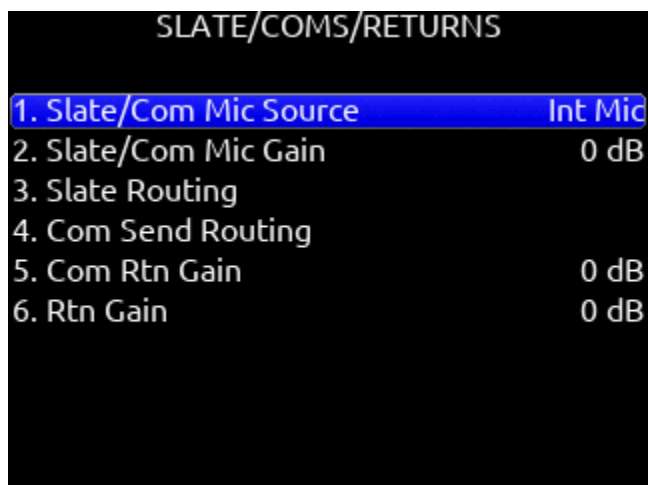 SLATE/COMS/RETURNS
1. Slate/Com Mic Source Int Mic
2. Slate/Com Mic Gain 0 dB
3. Slate Routing
4. Com Send Routing
5. Com Rtn Gain 0 dB
6. Rtn Gain 0 dB